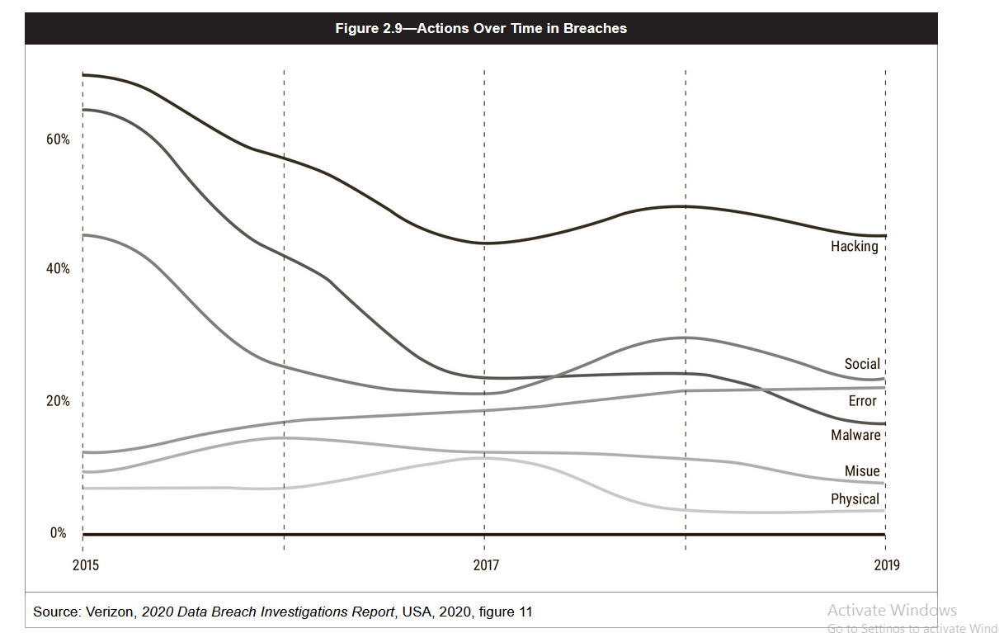 Figure 2.9—Actions Over Time in Breaches
60%
40%
20%
0%
Hacking
Social
Error
Malware
Misue
Physical
2015
2017
2019
Source: Verizon, 2020 Data Breach Investigations Report, USA, 2020, figure 11
Activate Windows
Go to Settings to activate Wind